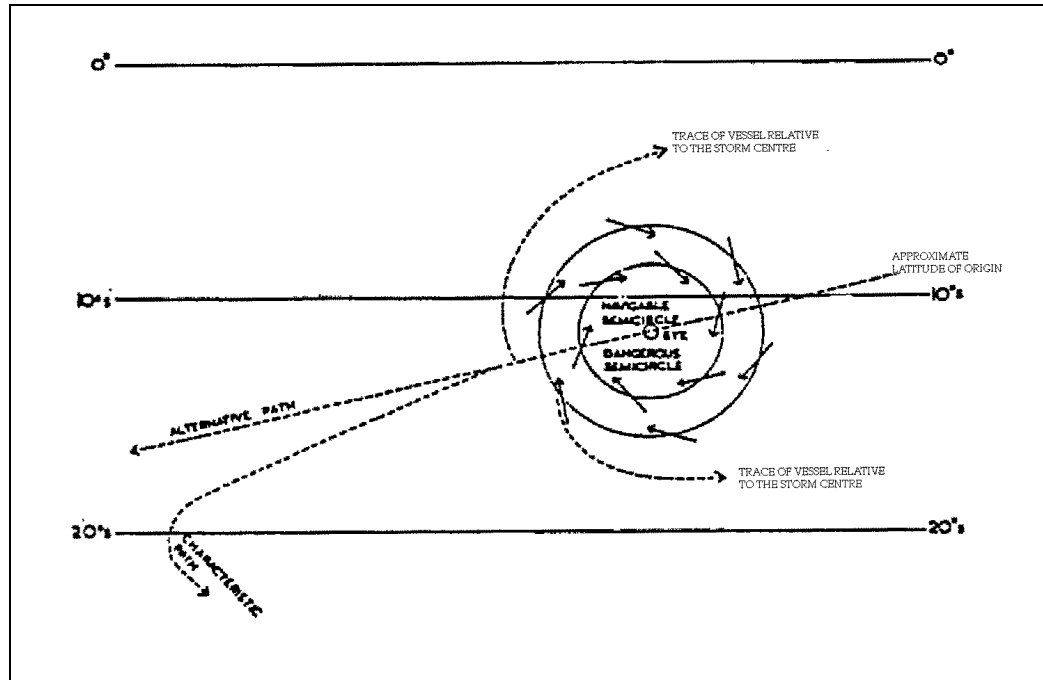 0° 0°
TRACE OF VESSEL RELATIVE
TO THE STORM CENTRE
APPROXIMATE
LATITUDE OF ORIGIN
10°S 10°S
NAVIGABLE
SEMICIRCLE
EYE
DANGEROUS
SEMICIRCLE
ALTERNATIVE PATH
TRACE OF VESSEL RELATIVE
TO THE STORM CENTRE
20°S 20°S
CHARACTERISTIC
PATH